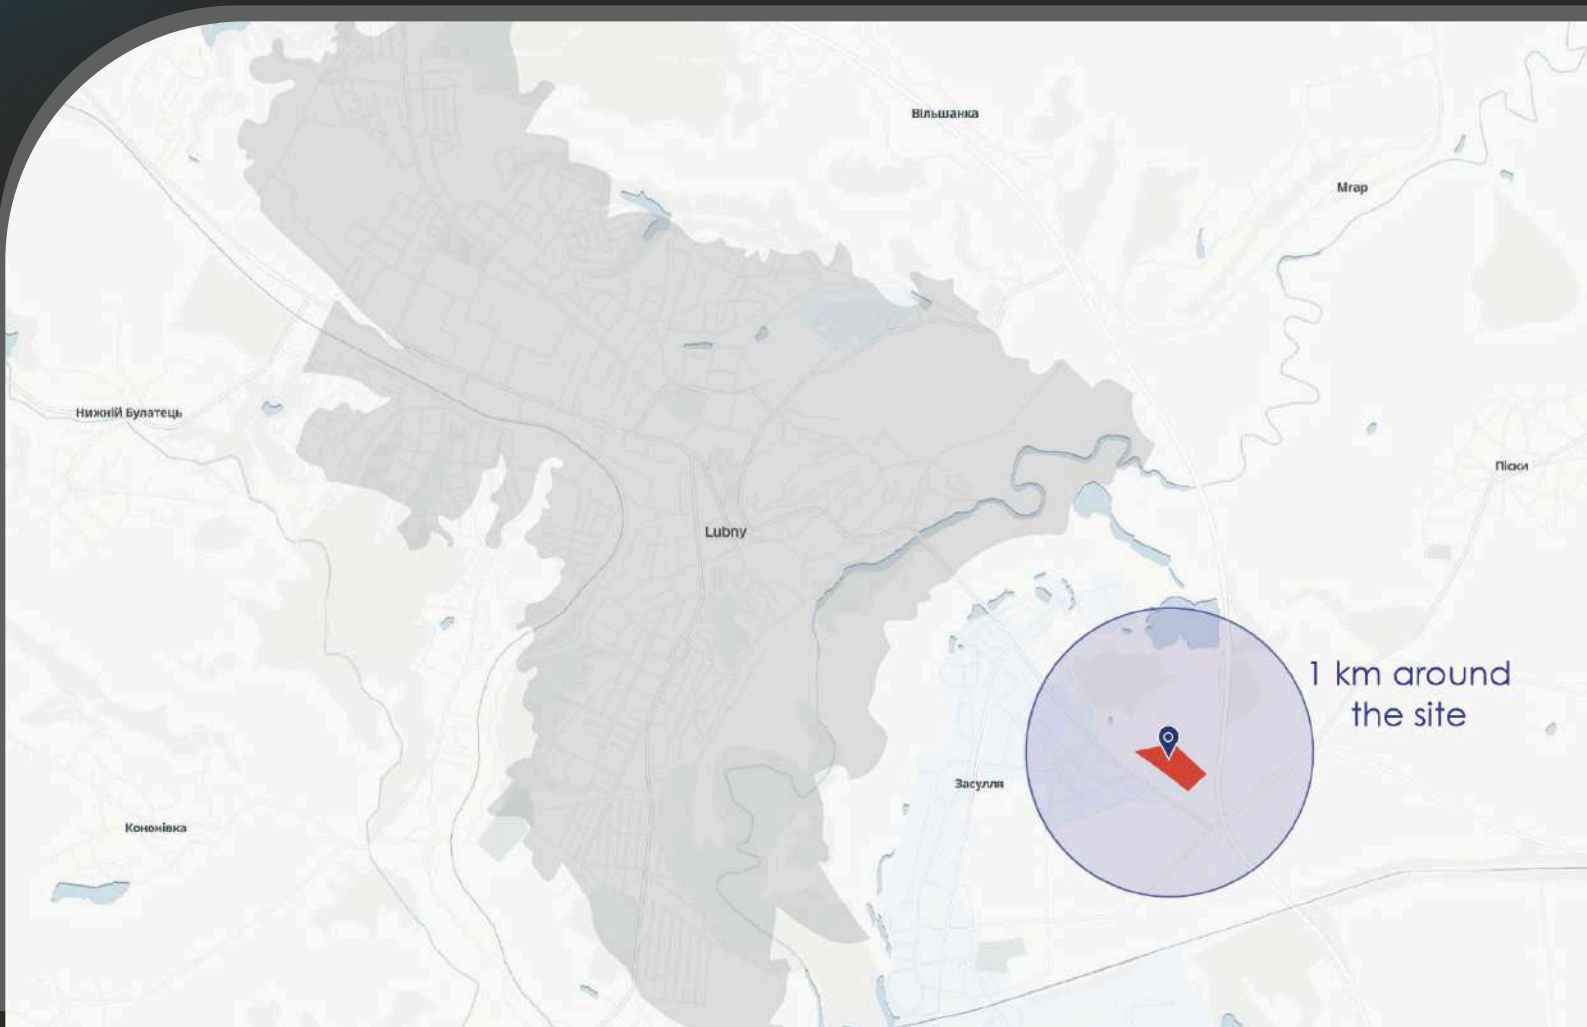 Вільшанка
Мгар
Нижній Булатець
Піски
Lubny
1 km around
the site
Засулля
Кононівка